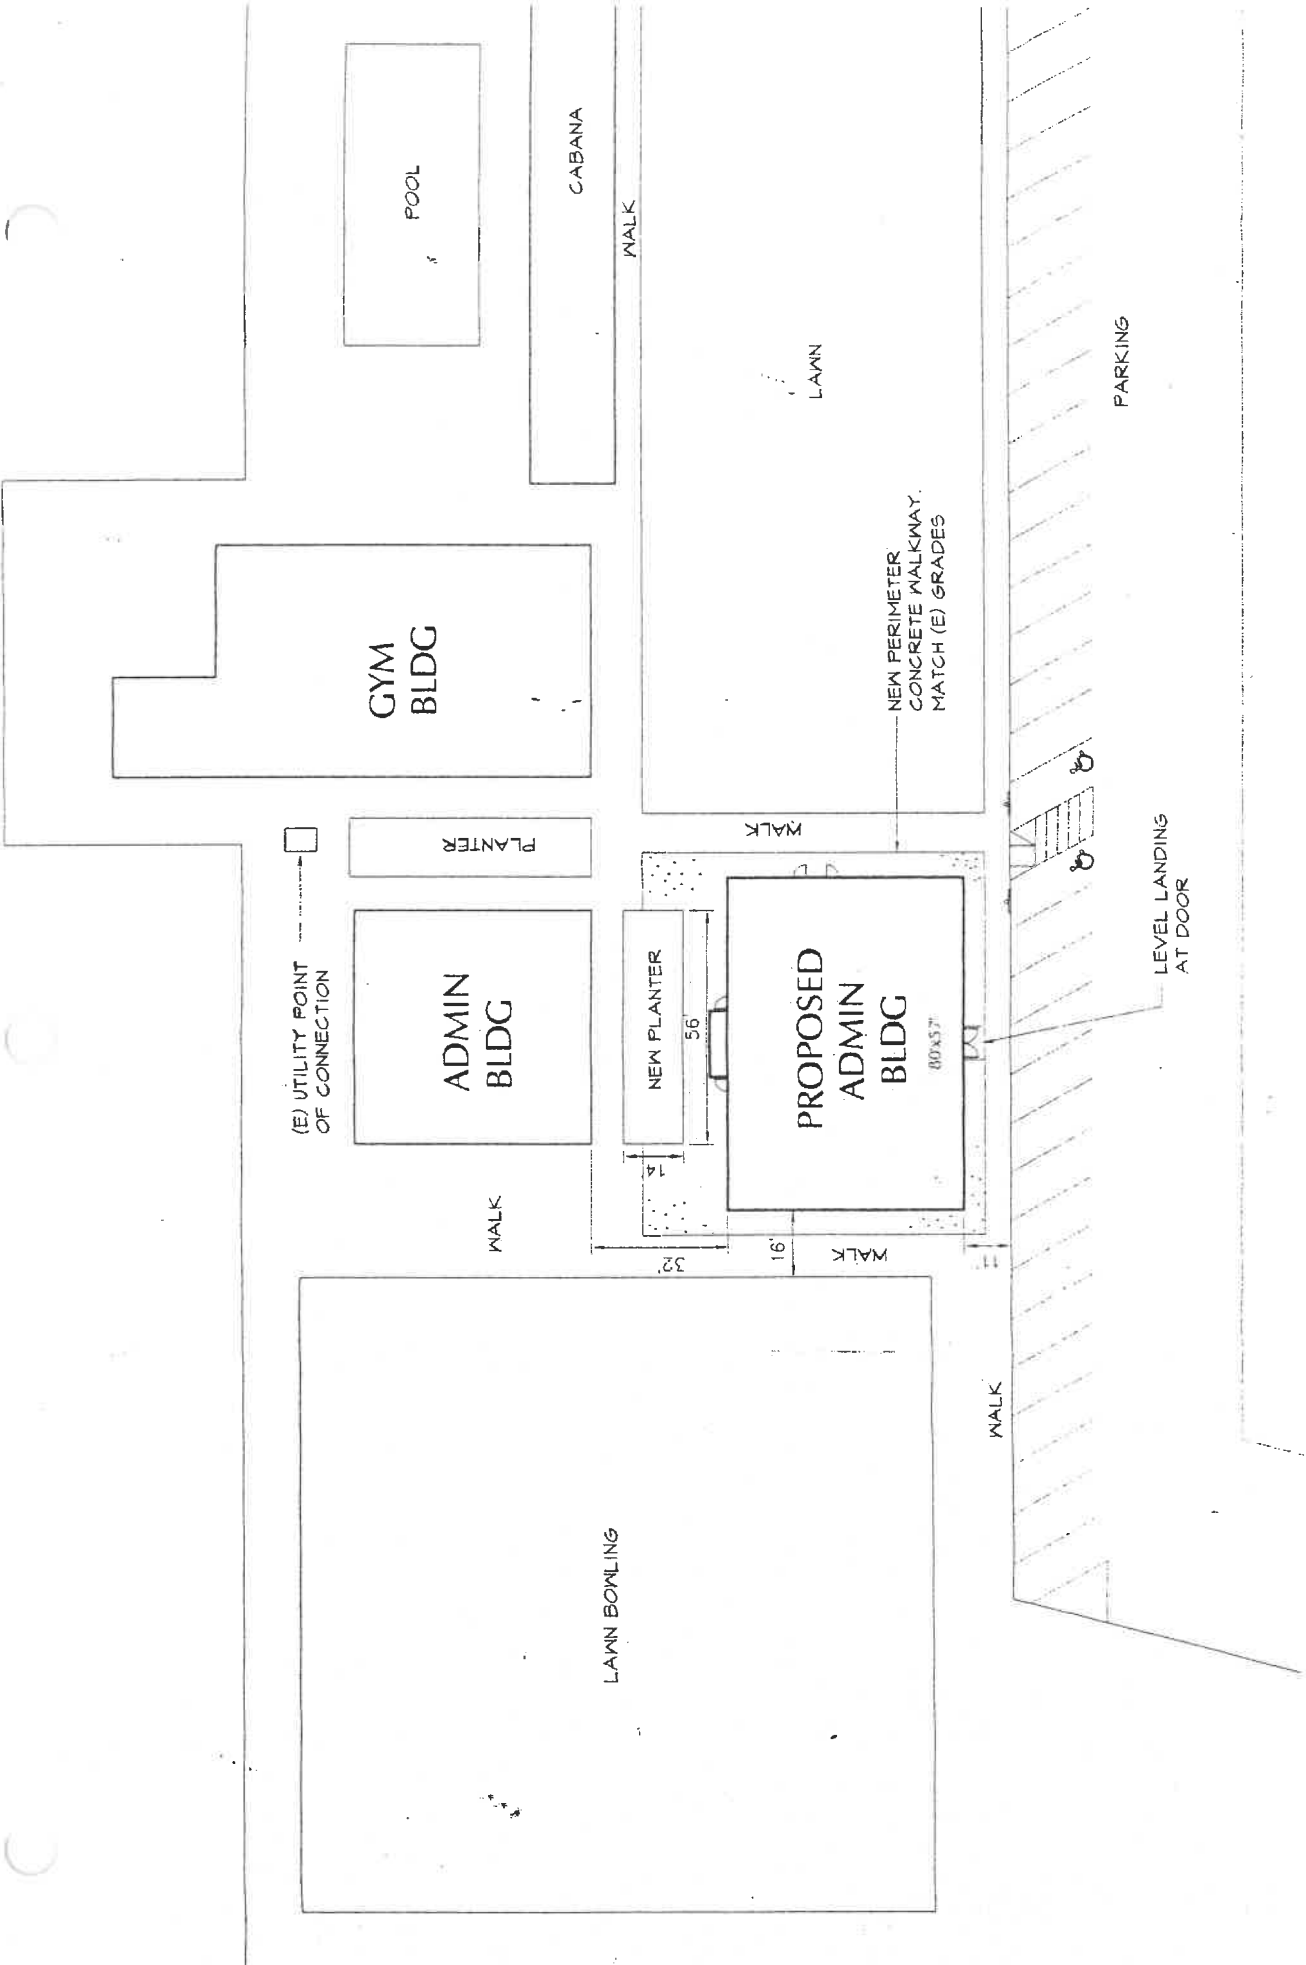 POOL
CABANA
WALK
LAWN
PARKING
GYM
BLDG
NEW PERIMETER
CONCRETE WALKWAY.
MATCH (E) GRADES
PLANTER
WALK
(E) UTILITY POINT
OF CONNECTION
ADMIN
BLDG
NEW PLANTER
56'
14'
PROPOSED
ADMIN
BLDG
80'x57'
LEVEL LANDING
AT DOOR
WALK
32'
16'
WALK
11'
WALK
LAWN BOWLING